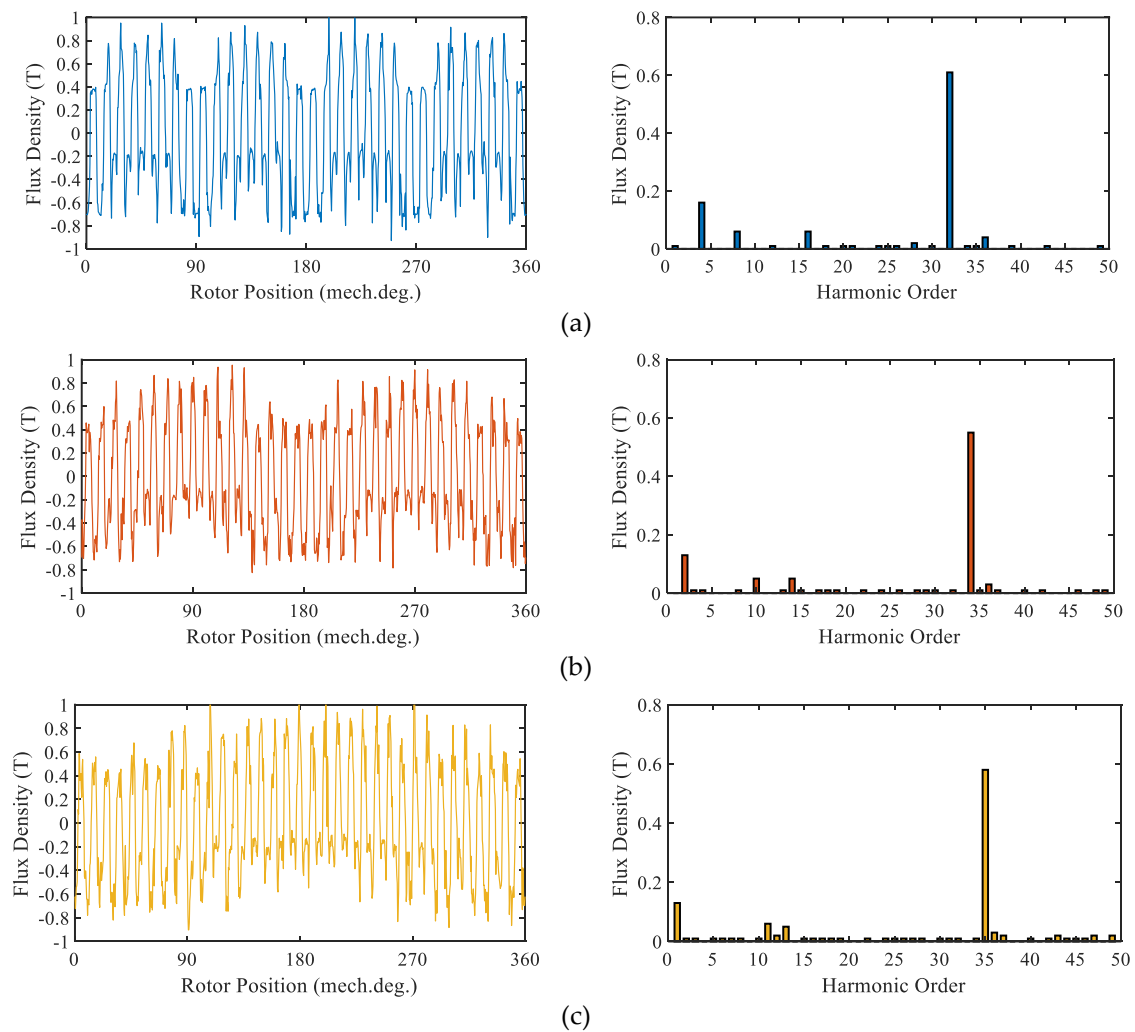 Flux Density (T)
1
0.8
0.6
0.4
0.2
0
-0.2
-0.4
-0.6
-0.8
-1
0 90 180 270 360
Rotor Position (mech.deg.)
Flux Density (T)
0.8
0.6
0.4
0.2
0
0 5 10 15 20 25 30 35 40 45 50
Harmonic Order
(a)
Flux Density (T)
1
0.8
0.6
0.4
0.2
0
-0.2
-0.4
-0.6
-0.8
-1
0 90 180 270 360
Rotor Position (mech.deg.)
Flux Density (T)
0.8
0.6
0.4
0.2
0
0 5 10 15 20 25 30 35 40 45 50
Harmonic Order
(b)
Flux Density (T)
1
0.8
0.6
0.4
0.2
0
-0.2
-0.4
-0.6
-0.8
-1
0 90 180 270 360
Rotor Position (mech.deg.)
Flux Density (T)
0.8
0.6
0.4
0.2
0
0 5 10 15 20 25 30 35 40 45 50
Harmonic Order
(c)